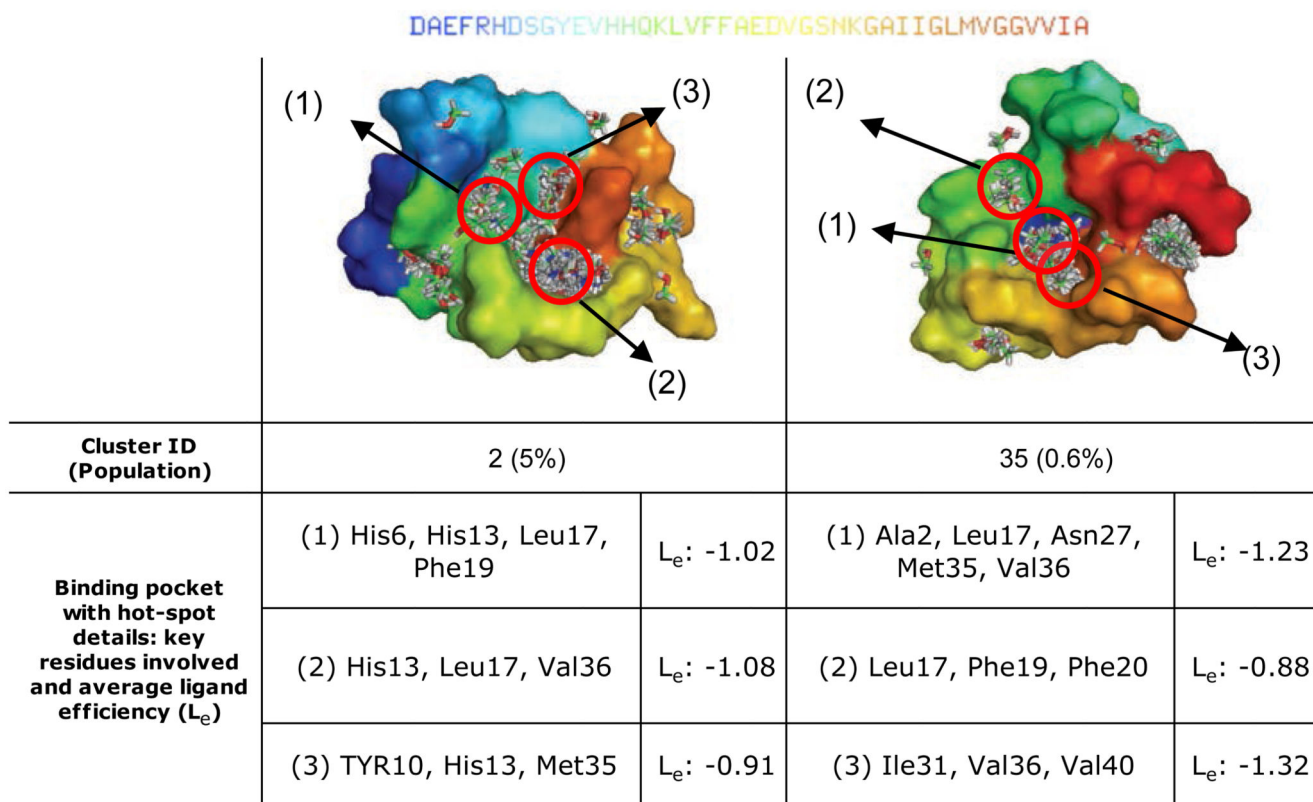 DAEFRHDSGYEVHHQKLVFFAEDVGSNKGAIIGLMVGGVVIA
(1)
(3)
(2)
(2)
(1)
(3)
Cluster ID
(Population)
2 (5%)
35 (0.6%)
Binding pocket
with hot-spot
details: key
residues involved
and average ligand
efficiency (Le)
(1) His6, His13, Leu17,
Phe19
Le: -1.02
(1) Ala2, Leu17, Asn27,
Met35, Val36
Le: -1.23
(2) His13, Leu17, Val36
Le: -1.08
(2) Leu17, Phe19, Phe20
Le: -0.88
(3) TYR10, His13, Met35
Le: -0.91
(3) Ile31, Val36, Val40
Le: -1.32